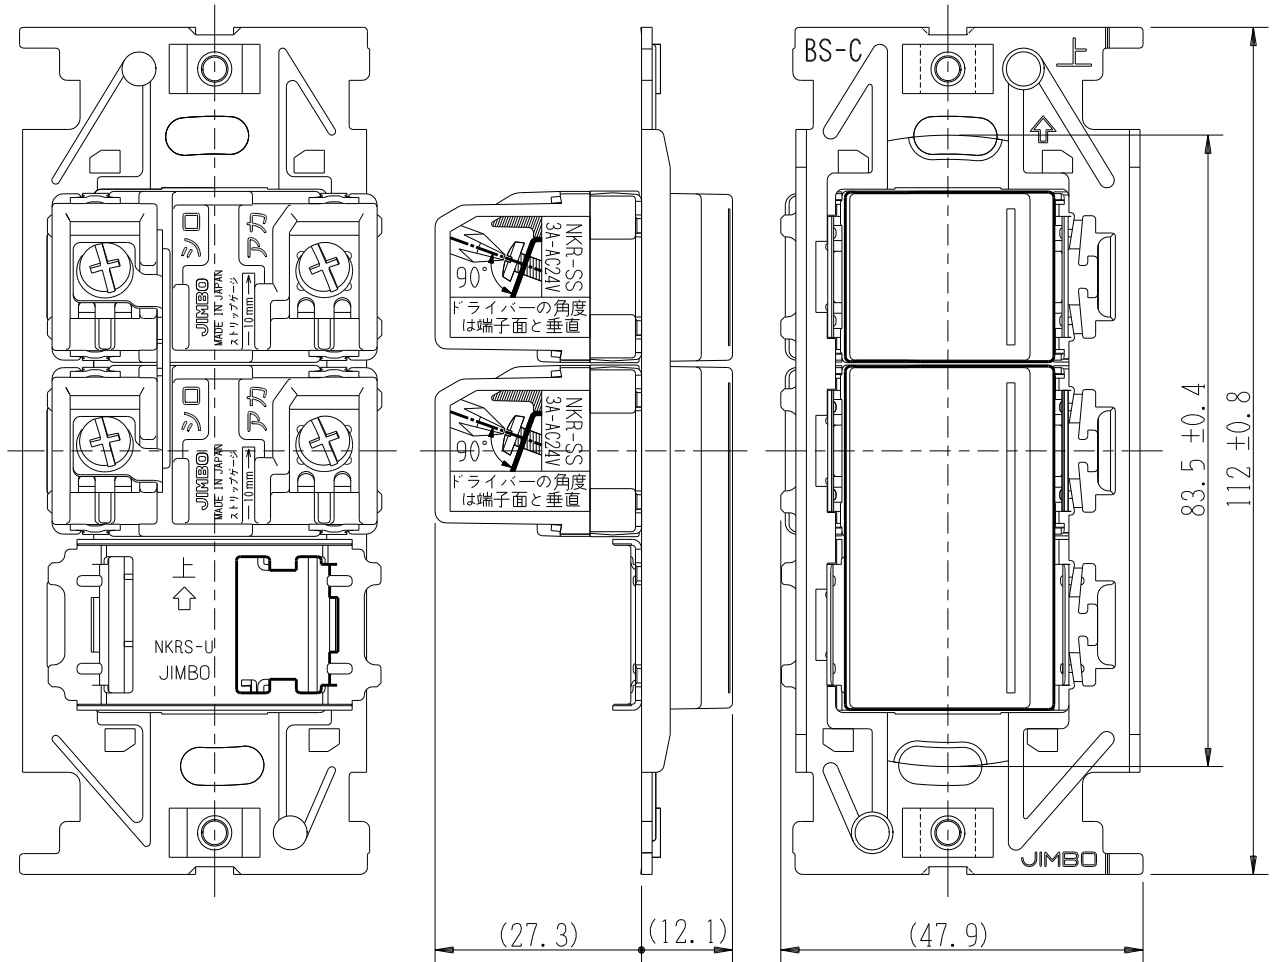 シロ
アカ
JIMBO
MADE IN JAPAN
ストリップゲージ
10mm
シロ
アカ
JIMBO
MADE IN JAPAN
ストリップゲージ
10mm
上
NKRS-U
JIMBO
NKR-SS
3A-AC24V
90°
ドライバーの角度
は端子面と垂直
NKR-SS
3A-AC24V
90°
ドライバーの角度
は端子面と垂直
(27.3)
(12.1)
BS-C
上
JIMBO
83.5 ±0.4
112 ±0.8
(47.9)